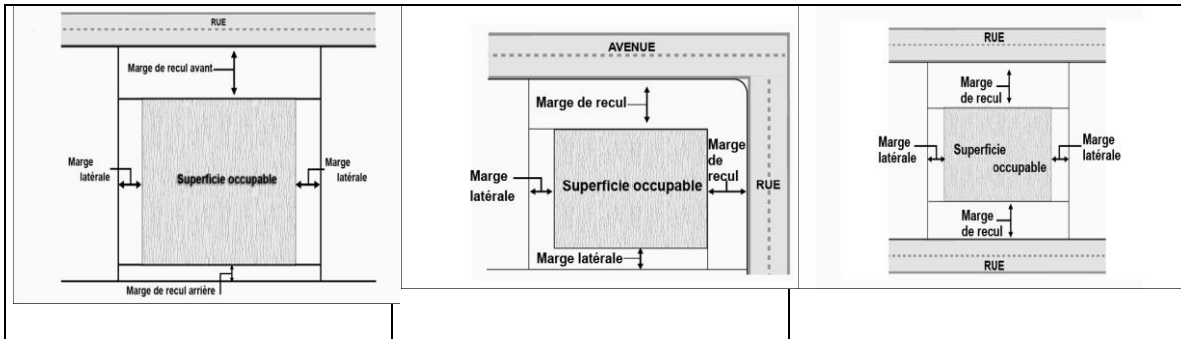 RUE
Marge de recul avant
Marge
latérale
Superficie occupable
Marge
latérale
Marge de recul arrière
AVENUE
Marge de recul
Marge
latérale
Superficie occupable
Marge
de
recul
RUE
Marge latérale
RUE
Marge
de recul
Marge
latérale
Superficie
occupable
Marge
latérale
Marge
de recul
RUE